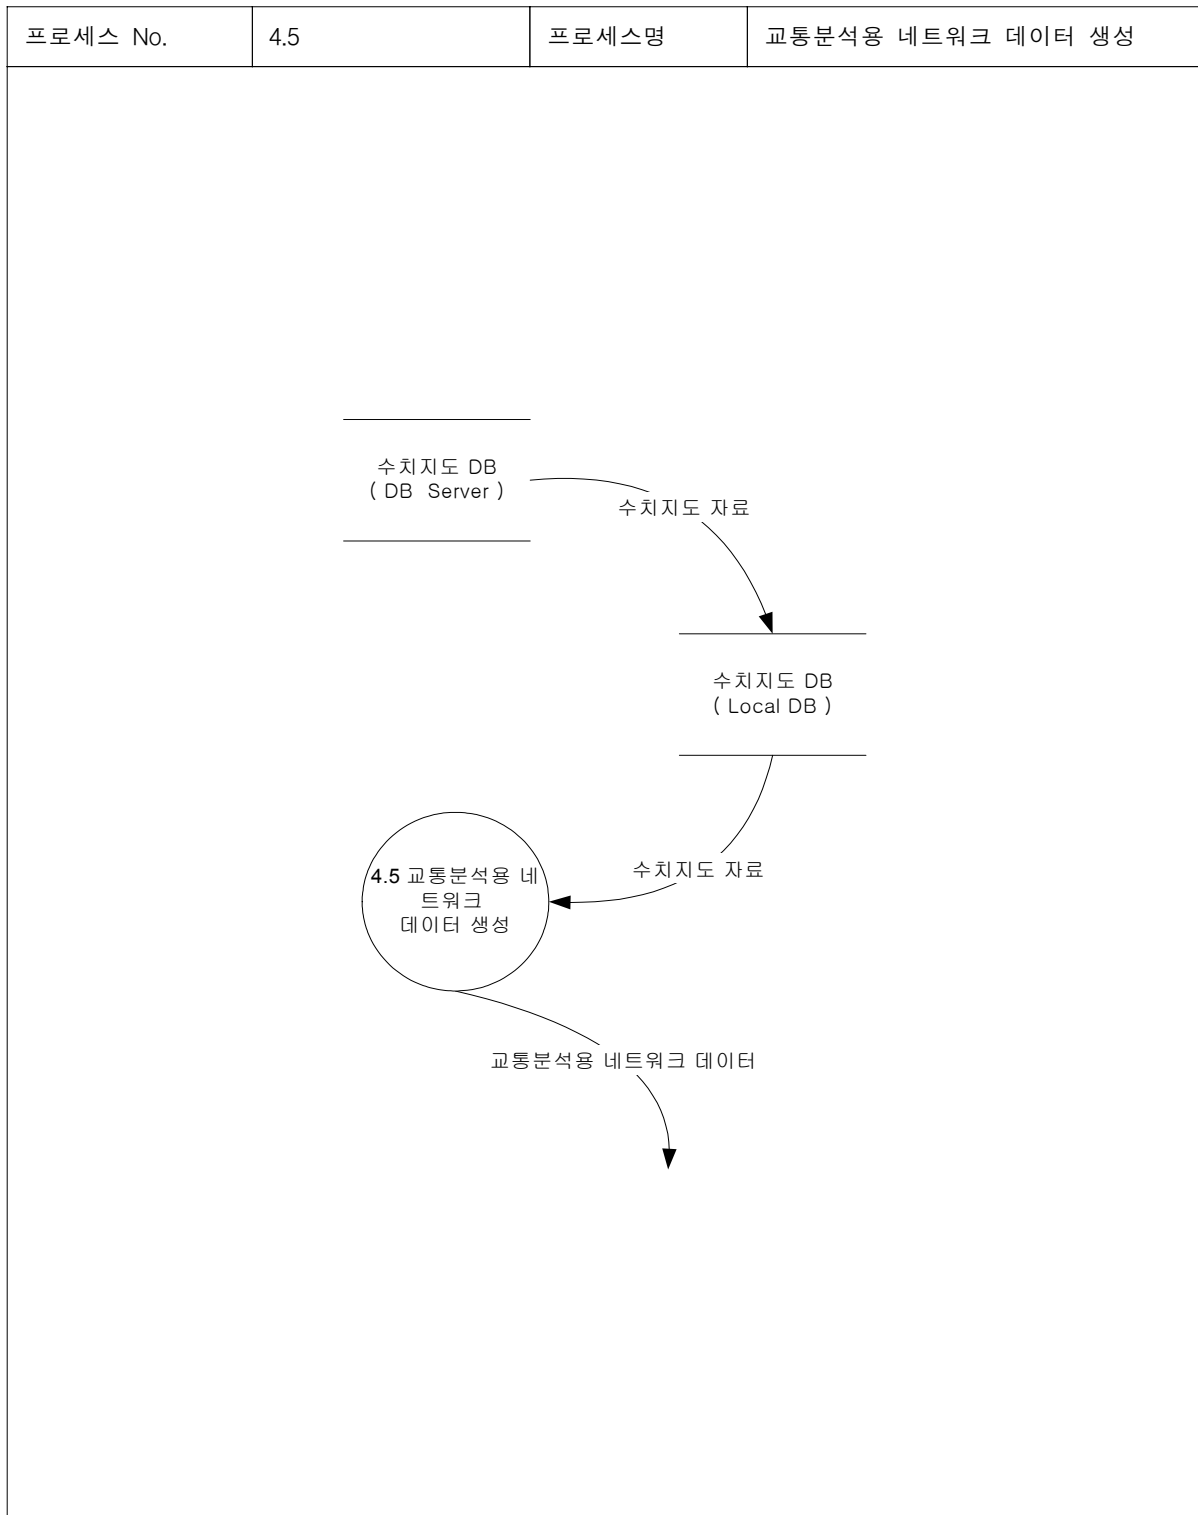 프로세스 No. 4.5 프로세스명 교통분석용 네트워크 데이터 생성
수치지도 DB
( DB Server )
수치지도 자료
수치지도 DB
( Local DB )
수치지도 자료
4.5 교통분석용 네
트워크
데이터 생성
교통분석용 네트워크 데이터